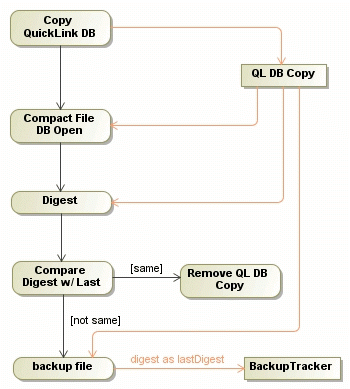 Copy
QuickLink DB
QL DB Copy
Compact File
DB Open
Digest
Compare
Digest w/ Last
[same]
Remove QL DB
Copy
[not same]
backup file
digest as lastDigest
BackupTracker